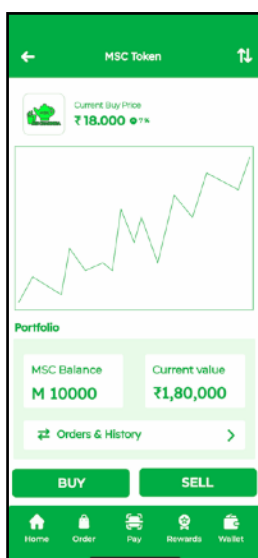 MSC Token
Current Buy Price
₹18.000
Portfolio
MSC Balance
Current value
M 10000
₹1,80,000
Orders & History
BUY
SELL
Home
Order
Pay
Rewards
Wallet